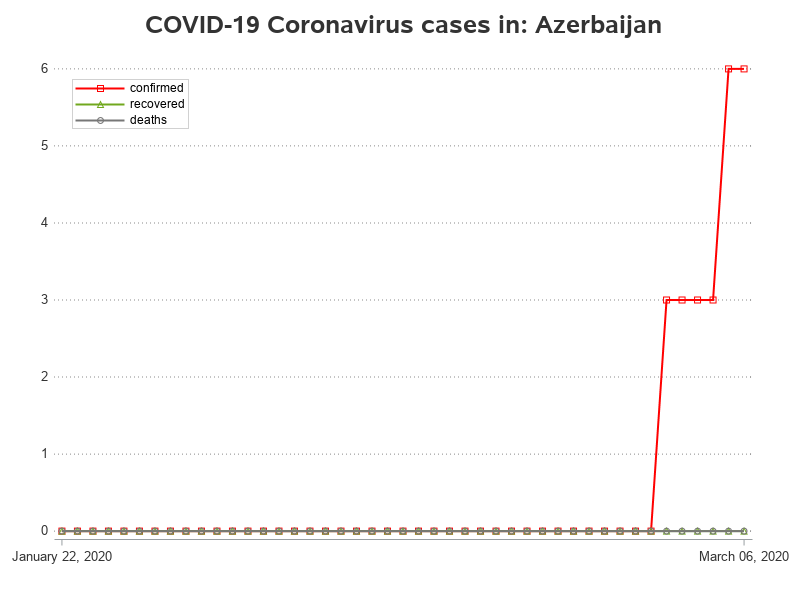 COVID-19 Coronavirus cases in: Azerbaijan
6
confirmed
recovered
deaths
5
4
3
2
1
0
January 22, 2020
March 06, 2020